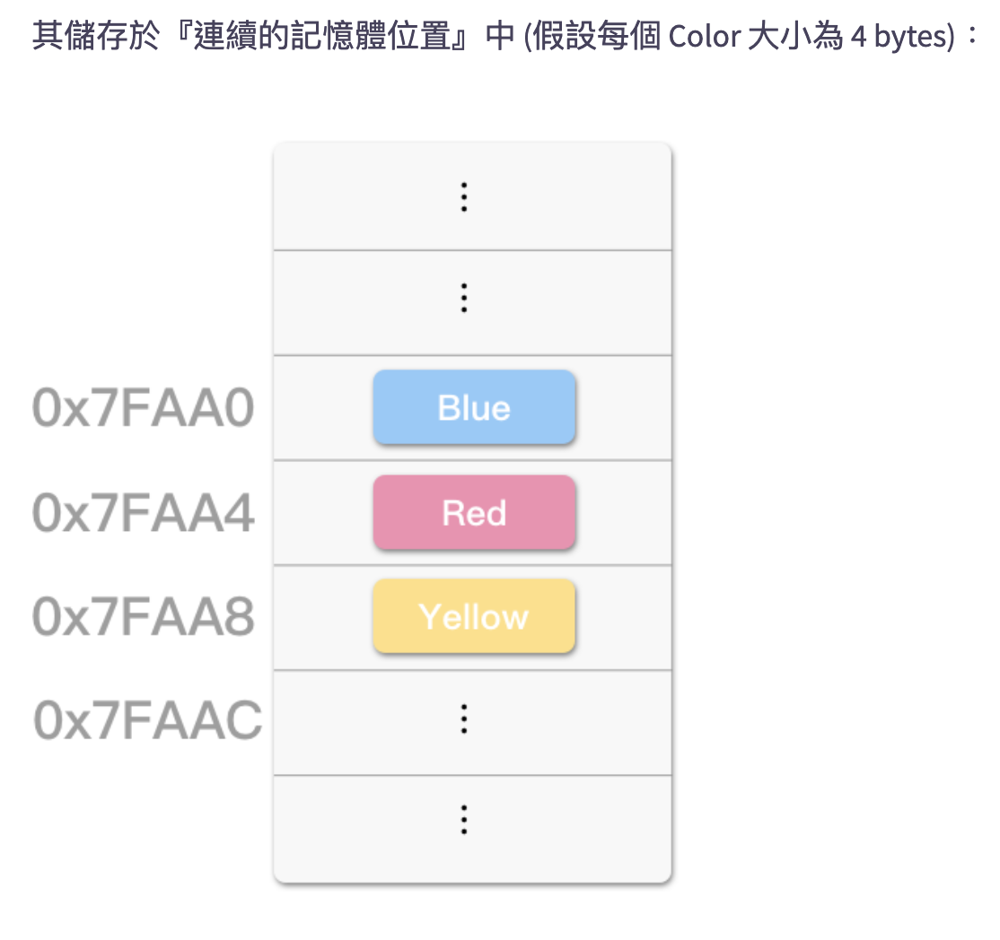 其儲存於『連續的記憶體位置』中 (假設每個 Color 大小為 4 bytes)：
⋮
⋮
0x7FAA0 Blue
0x7FAA4 Red
0x7FAA8 Yellow
0x7FAAC ⋮
⋮